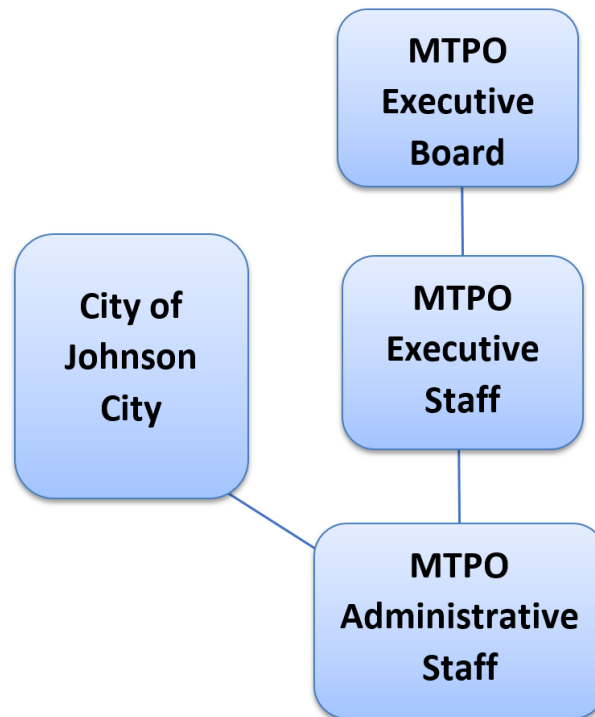 MTPO
Executive
Board
City of
Johnson
City
MTPO
Executive
Staff
MTPO
Administrative
Staff